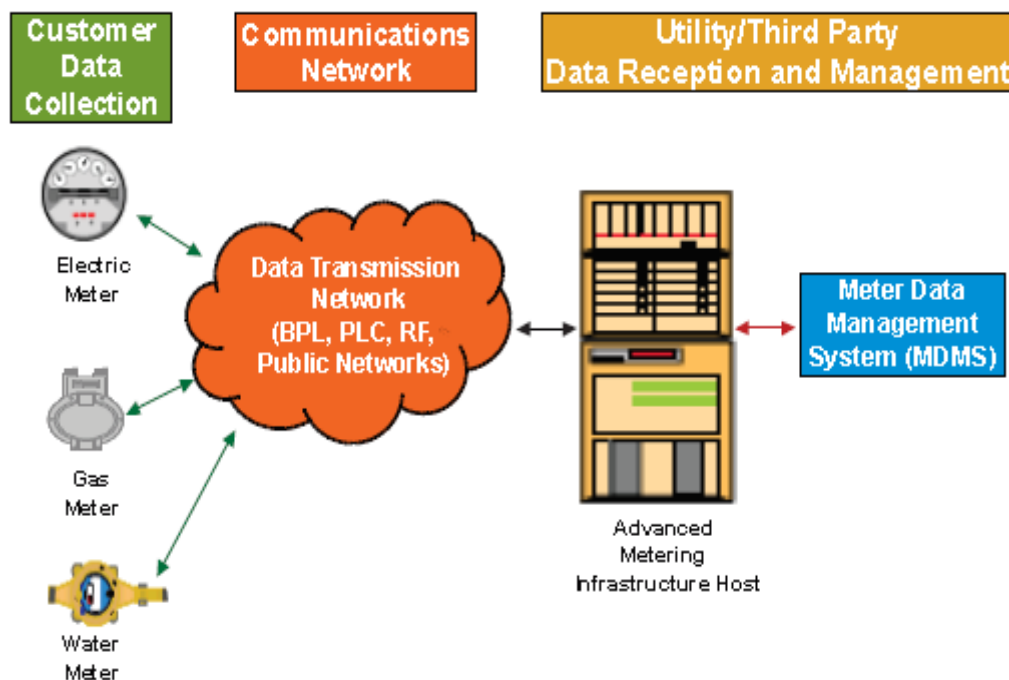 Customer
Data
Collection
Communications
Network
Utility/Third Party
Data Reception and Management
Electric
Meter
Data Transmission
Network
(BPL, PLC, RF,
Public Networks)
Meter Data
Management
System (MDMS)
Gas
Meter
Advanced
Metering
Infrastructure Host
Water
Meter